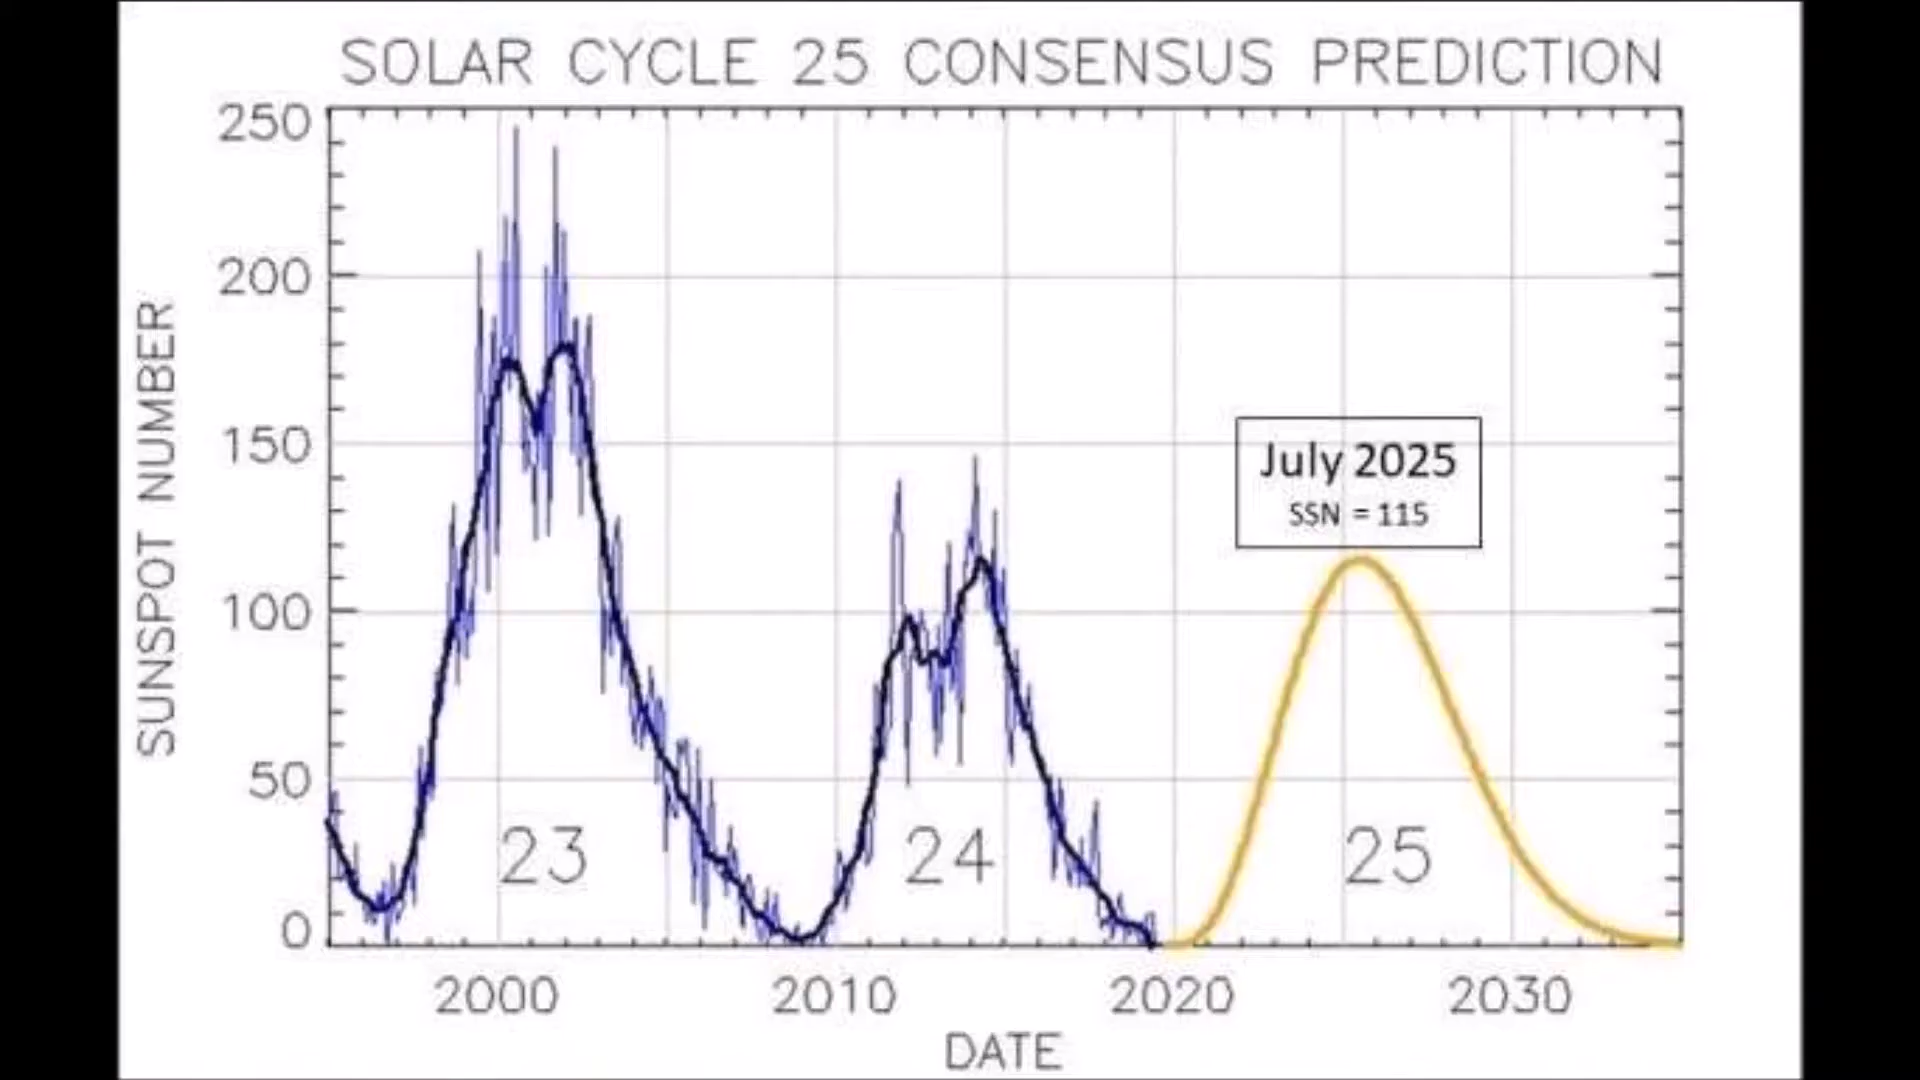 SOLAR CYCLE 25 CONSENSUS PREDICTION
250
200
150
100
50
0
SUNSPOT NUMBER
July 2025
SSN = 115
23
24
25
2000
2010
2020
2030
DATE